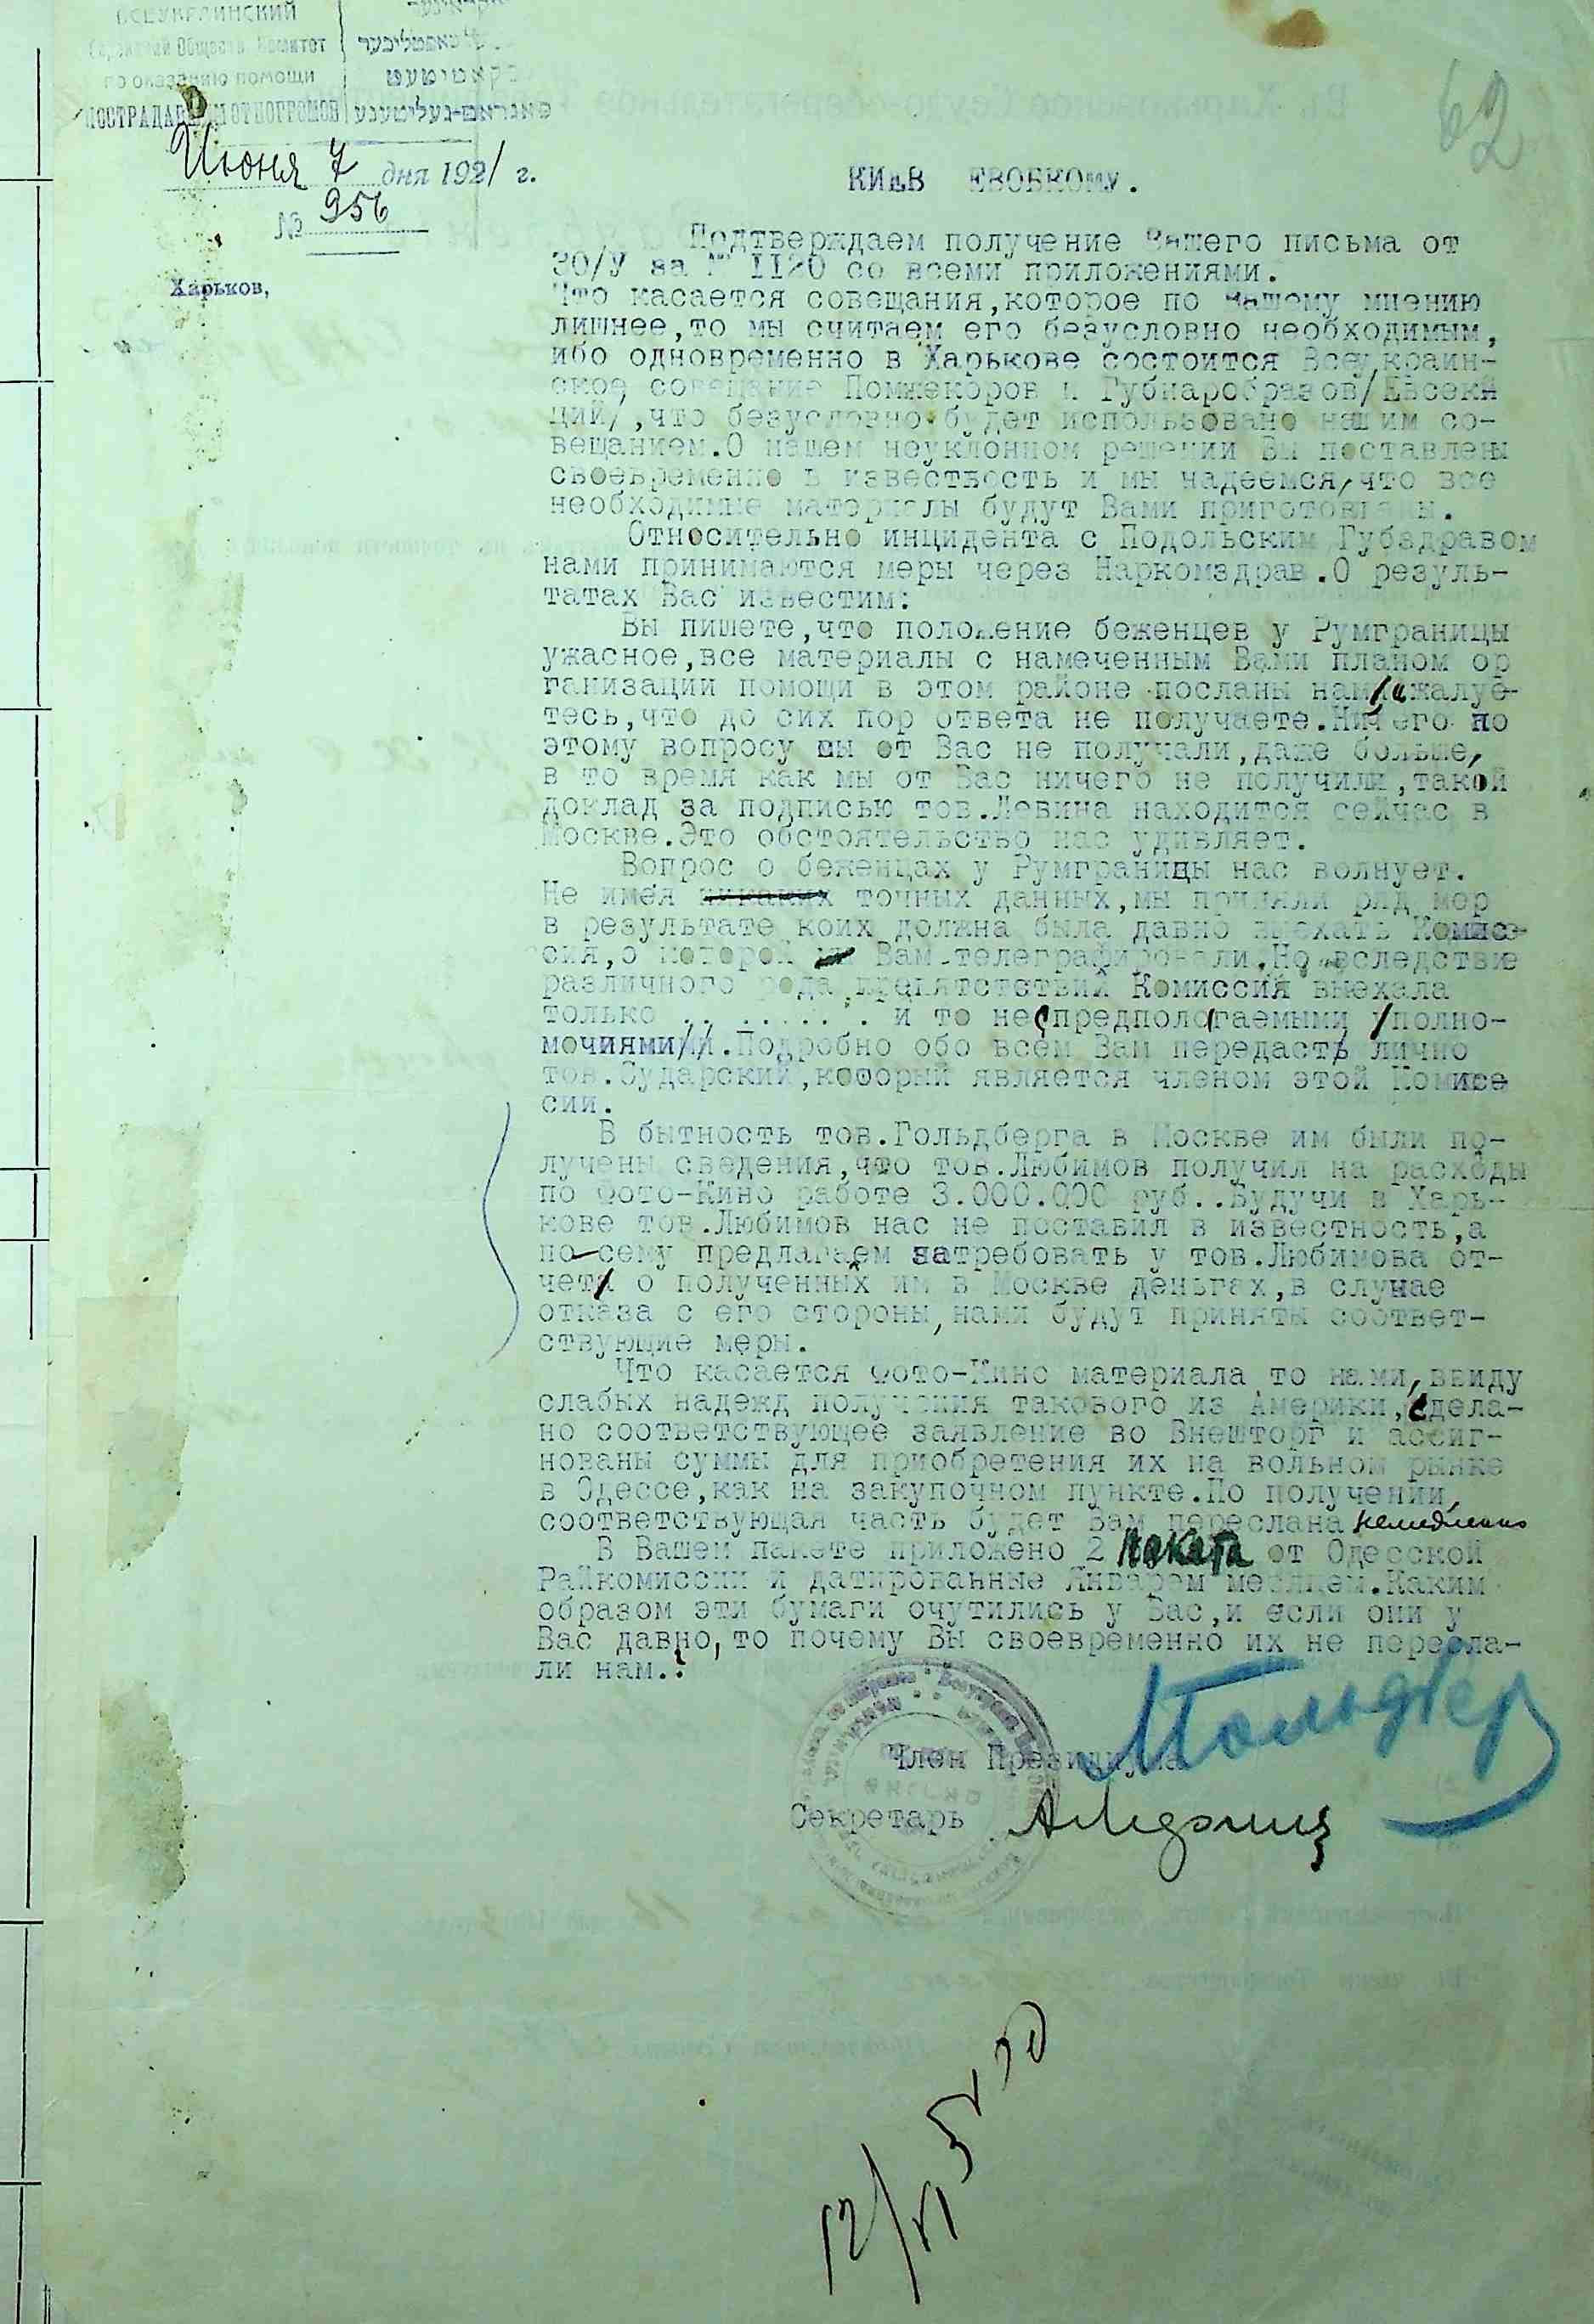 ВСЕУКРАИНСКИЙ
Еврейский Обществ. Комитет
по оказанию помощи
ПОСТРАДАВШИМ ОТ ПОГРОМОВ
פאגראם-געליטענע
Июня 7 дня 1921 г.
№ 956
Харьков,
62
КИЕВ ЕВОБКОМУ.
Подтверждаем получение Вашего письма от
30/У за № 1120 со всеми приложениями.
Что касается совещания,которое по Вашему мнению
лишнее,то мы считаем его безусловно необходимым,
ибо одновременно в Харькове состоится Всеукраин-
ское совещание Помжекоров и Губнаробразов/Евсек
ций/,что безусловно будет использовано нашим со-
вещанием.О нашем неуклонном решении Вы поставлены
своевременно в известность и мы надеемся,что все
необходимые материалы будут Вами приготовлены.
Относительно инцидента с Подольским Губздравом
нами принимаются меры через Наркомздрав.О резуль-
татах Вас известим:
Вы пишете,что положение беженцев у Румграницы
ужасное,все материалы с намеченным Вами планом ор
ганизации помощи в этом районе посланы нам и жалуе-
тесь,что до сих пор ответа не получаете.Ничего по
этому вопросу мы от Вас не получали,даже больше,
в то время как мы от Вас ничего не получили,такой
доклад за подписью тов.Левина находится сейчас в
Москве.Это обстоятельство нас удивляет.
Вопрос о беженцах у Румграницы нас волнует.
Не имея никаких точных данных,мы приняли ряд мер
в результате коих должна была давно выехать Комис-
сия,о которой мы Вам телеграфировали.Но вследствие
различного рода препятстствий Комиссия выехала
только и то не с предполагаемыми полно-
мочиями.Подробно обо всем Вам передаст лично
тов.Сударский,который является членом этой Комис
сии.
В бытность тов.Гольдберга в Москве им были по-
лучены сведения,что тов.Любимов получил на расходы
по Фото-Кино работе 3.000.000 руб..Будучи в Харь-
кове тов.Любимов нас не поставил в известность,а
по-сему предлагаем затребовать у тов.Любимова от-
чет о полученных им в Москве деньгах,в случае
отказа с его стороны,нами будут приняты соответ-
ствующие меры.
Что касается Фото-Кино материала то нами,ввиду
слабых надежд получения такового из Америки,сдела-
но соответствующее заявление во Внешторг и ассиг-
нованы суммы для приобретения их на вольном рынке
в Одессе,как на закупочном пункте.По получении,
соответствующая часть будет Вам переслана немедленно
В Вашем пакете приложено 2 пакета от Одесской
Райкомиссии и датированные Январем месяцем.Каким
образом эти бумаги очутились у Вас,и если они у
Вас давно,то почему Вы своевременно их не пересла-
ли нам.?
Член Президиума
Секретарь
12/VI